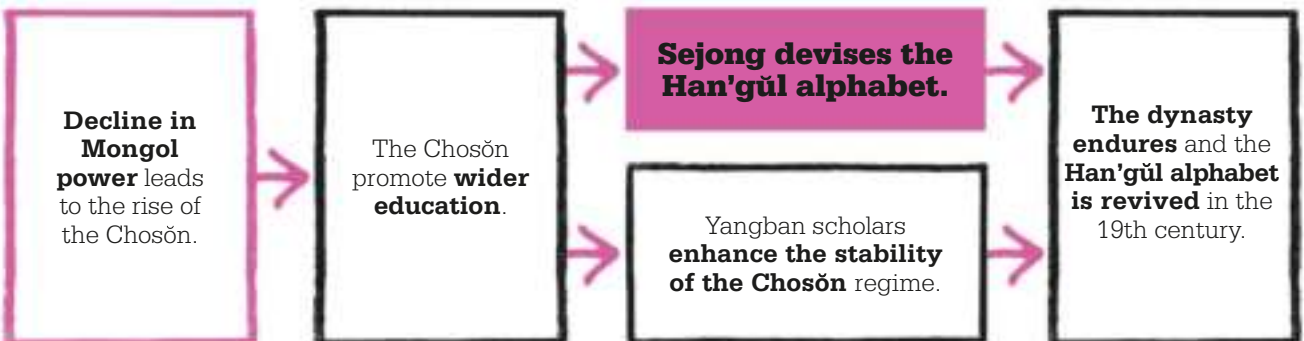 Decline in
Mongol
power leads
to the rise of
the Chosŏn.
The Chosŏn
promote wider
education.
Sejong devises the
Han’gŭl alphabet.
Yangban scholars
enhance the stability
of the Chosŏn regime.
The dynasty
endures and the
Han’gŭl alphabet
is revived in the
19th century.